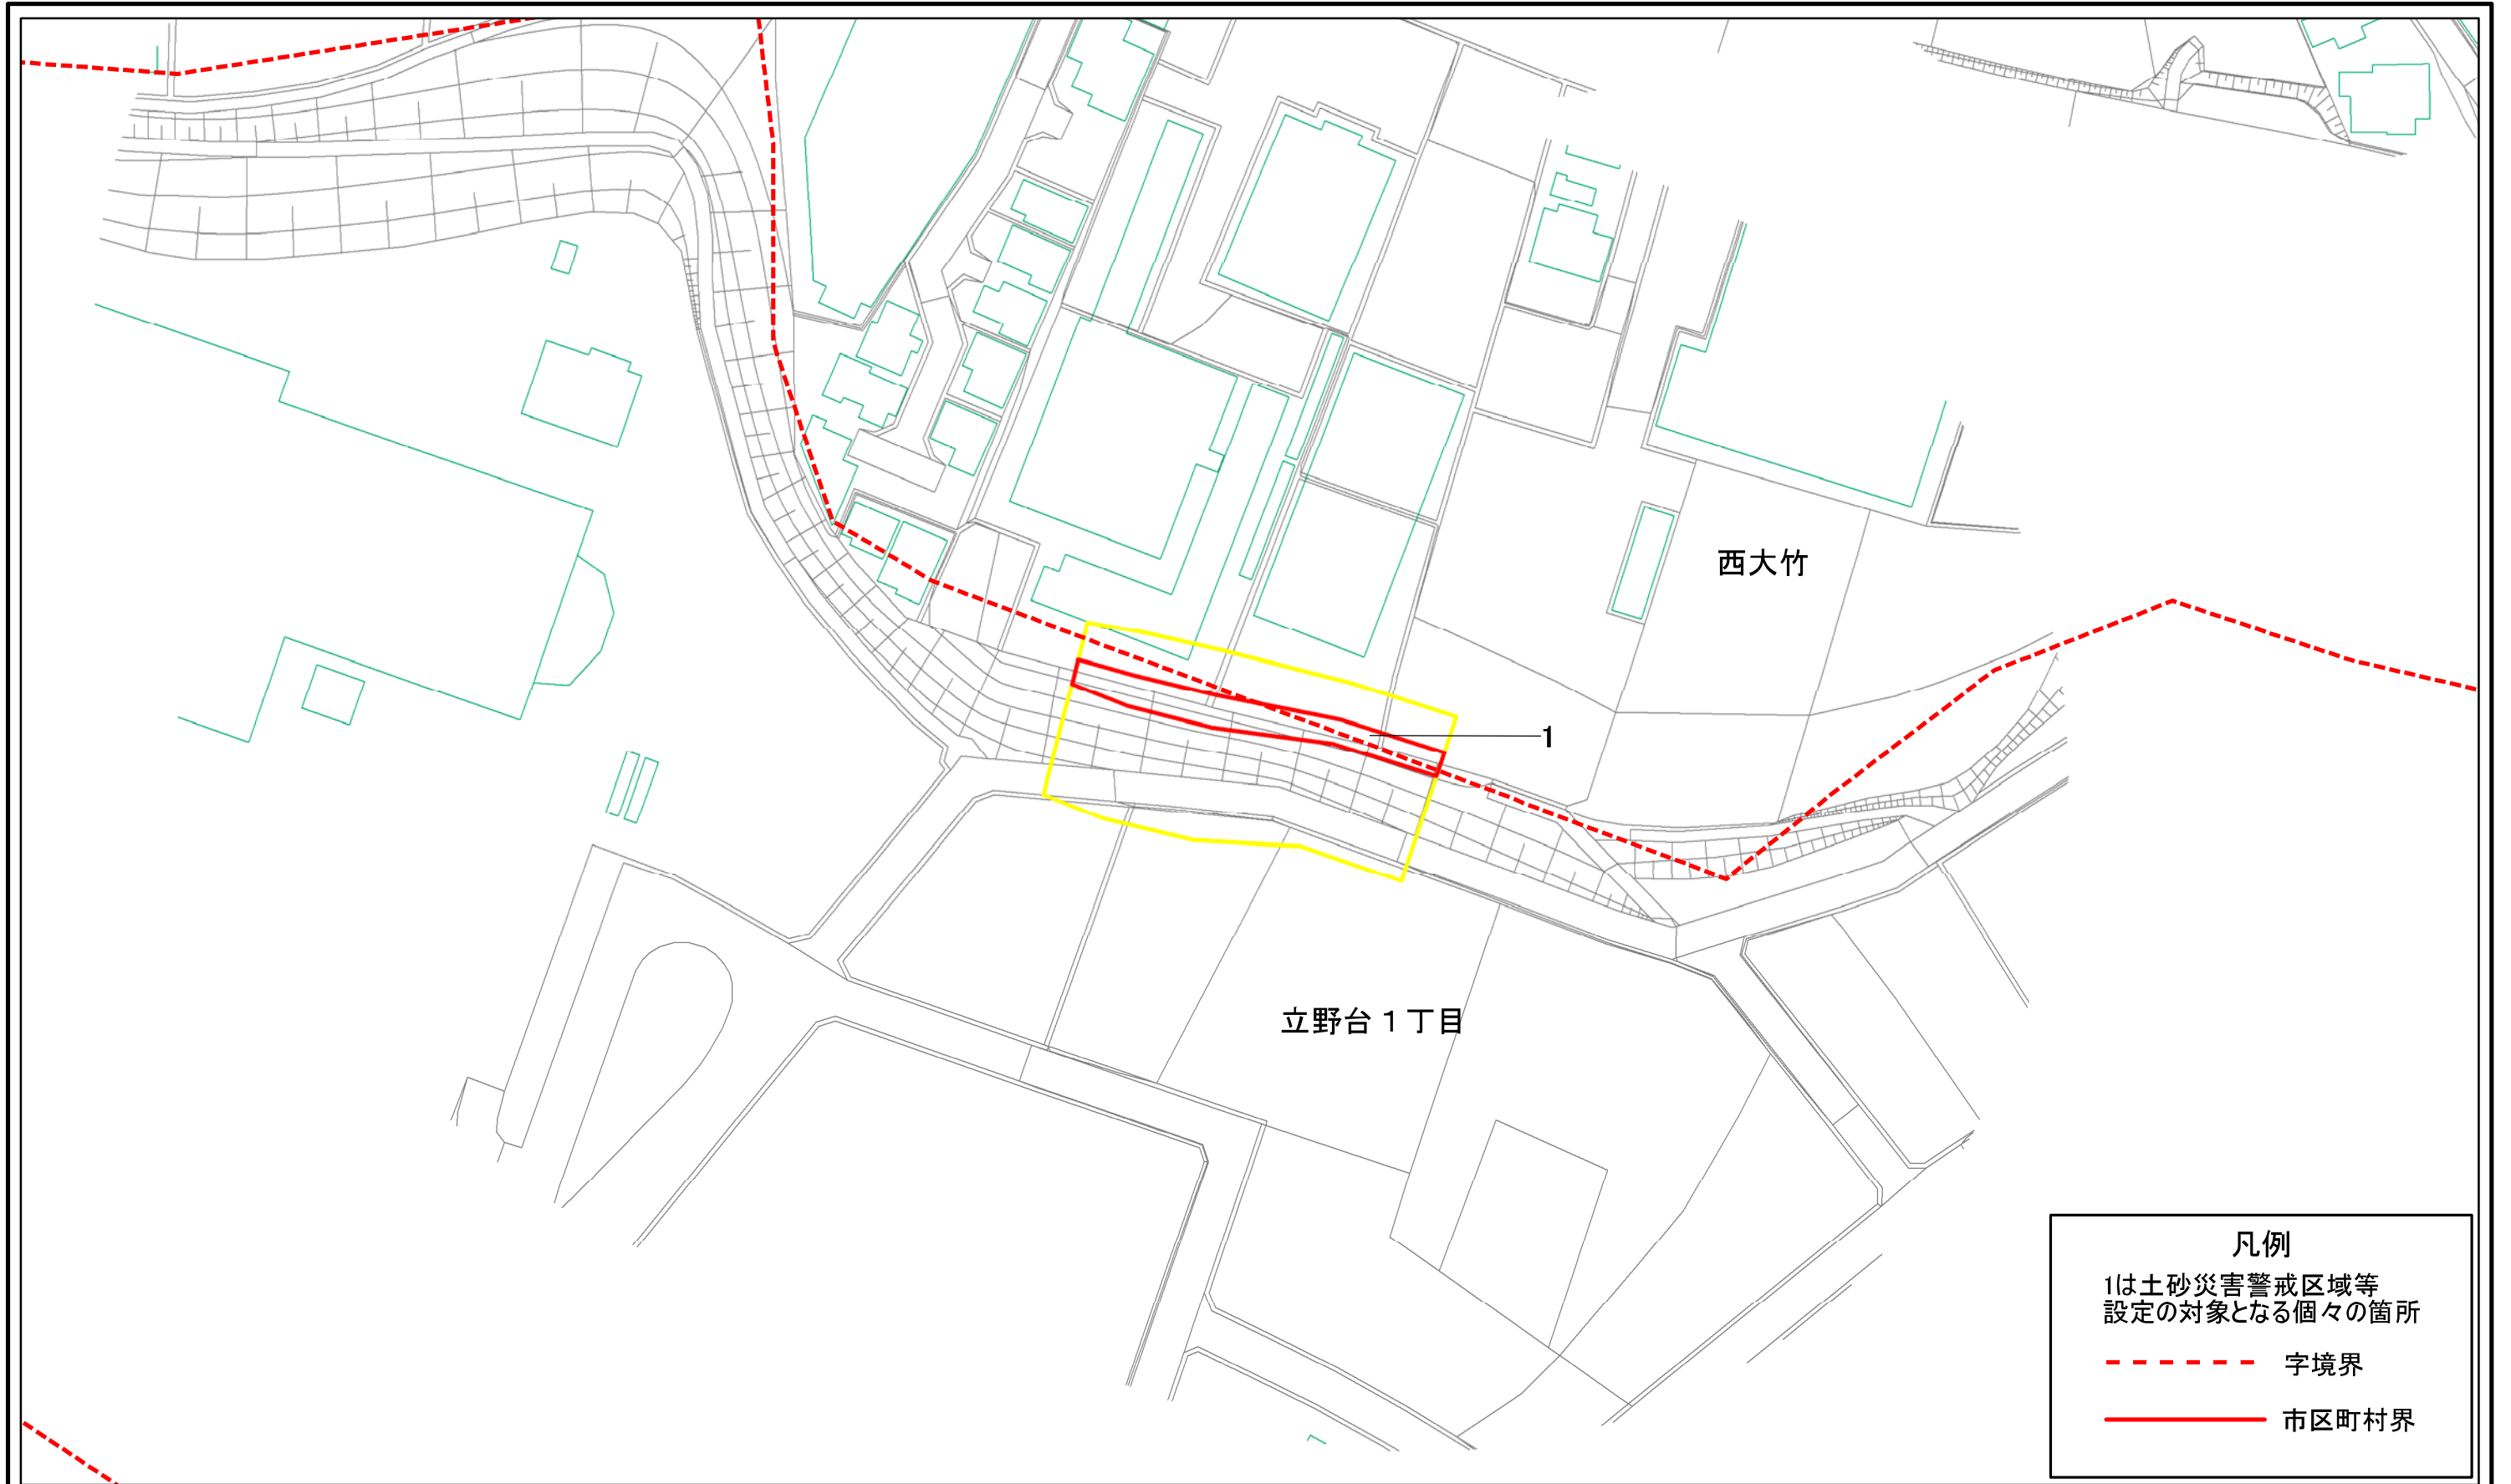 西大竹
1
立野台１丁目
凡例
1は土砂災害警戒区域等
設定の対象となる個々の箇所
字境界
市区町村界